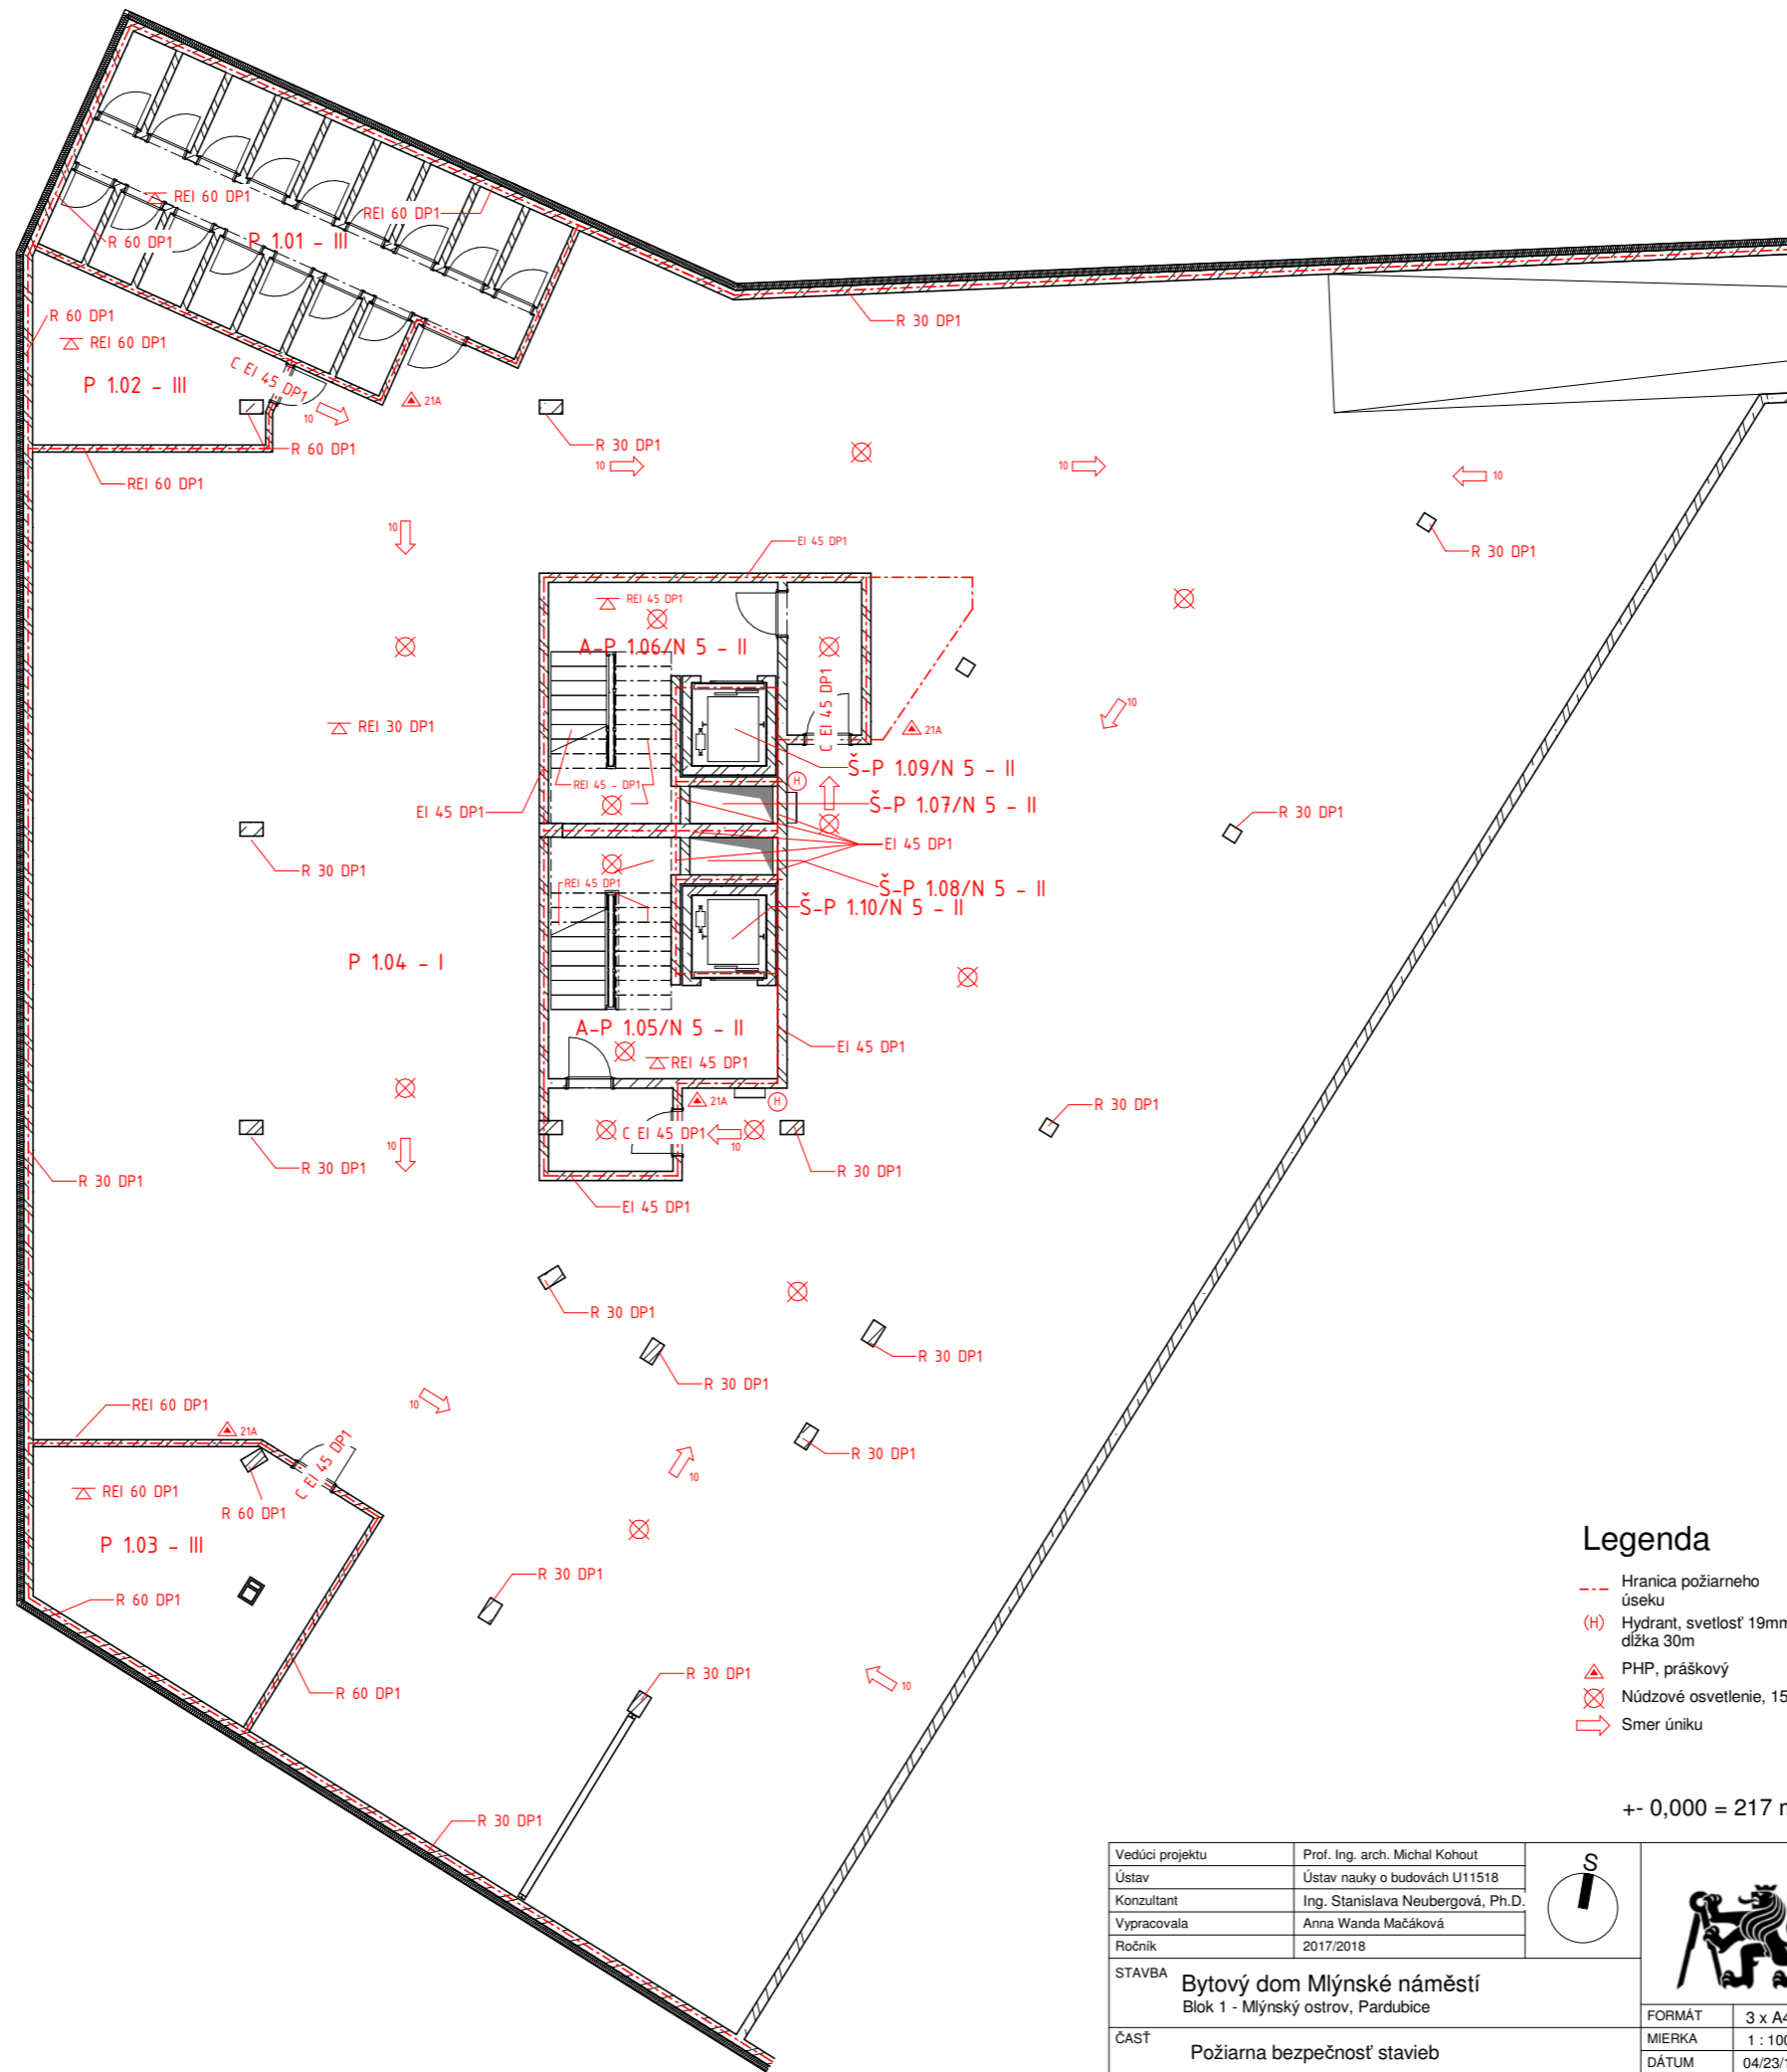 REI 60 DP1
REI 60 DP1
R 60 DP1
P 1.01 - III
R 60 DP1
REI 60 DP1
C EI 45 DP1
P 1.02 - III
10
21A
R 30 DP1
R 60 DP1
REI 60 DP1
R 30 DP1
10
10
10
10
R 30 DP1
EI 45 DP1
REI 45 DP1
A-P 1.06/N 5 - II
C EI 45 DP1
10
21A
REI 30 DP1
Š-P 1.09/N 5 - II
REI 45 - DP1
H
Š-P 1.07/N 5 - II
EI 45 DP1
R 30 DP1
EI 45 DP1
R 30 DP1
REI 45 DP1
Š-P 1.08/N 5 - II
Š-P 1.10/N 5 - II
P 1.04 - I
A-P 1.05/N 5 - II
EI 45 DP1
REI 45 DP1
21A
H
R 30 DP1
C EI 45 DP1
10
10
R 30 DP1
R 30 DP1
R 30 DP1
EI 45 DP1
R 30 DP1
R 30 DP1
R 30 DP1
REI 60 DP1
10
21A
C EI 45 DP1
R 30 DP1
10
REI 60 DP1
R 60 DP1
P 1.03 - III
R 30 DP1
R 60 DP1
R 30 DP1
10
R 60 DP1
R 30 DP1
Legenda
Hranica požiarneho
úseku
(H) Hydrant, svetlosť 19mm
dĺžka 30m
PHP, práškový
Núdzové osvetlenie, 15
Smer úniku
+- 0,000 = 217
Vedúci projektu Prof. Ing. arch. Michal Kohout
Ústav Ústav nauky o budovách U11518
Konzultant Ing. Stanislava Neubergová, Ph.D.
Vypracovala Anna Wanda Mačáková
Ročník 2017/2018
S
STAVBA Bytový dom Mlýnské náměstí
Blok 1 - Mlýnský ostrov, Pardubice
ČASŤ Požiarna bezpečnosť stavieb
FORMÁT 3 x A4
MIERKA 1 : 100
DÁTUM 04/23/